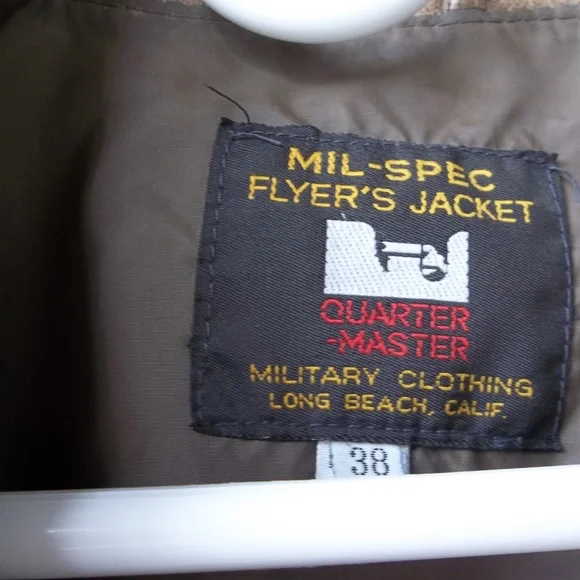 MIL-SPEC
FLYER'S JACKET
QUARTER
-MASTER
MILITARY CLOTHING
LONG BEACH, CALIF.
38